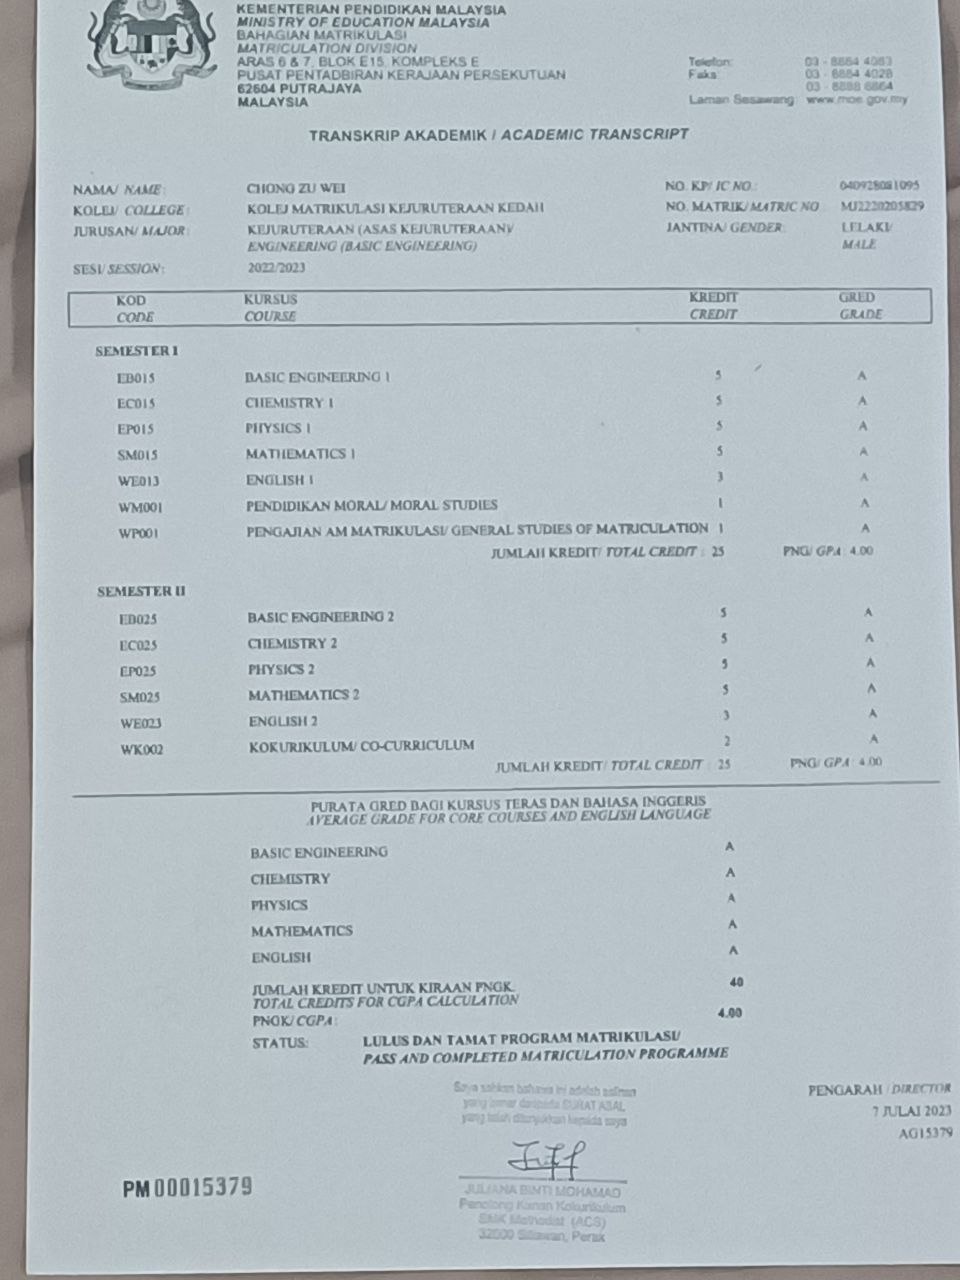 KEMENTERIAN PENDIDIKAN MALAYSIA
MINISTRY OF EDUCATION MALAYSIA
BAHAGIAN MATRIKULASI
MATRICULATION DIVISION
ARAS 6 & 7, BLOK E15, KOMPLEKS E
PUSAT PENTADBIRAN KERAJAAN PERSEKUTUAN
62604 PUTRAJAYA
MALAYSIA
Telefon: 03 - 8884 4083
Faks: 03 - 8884 4028
03 - 8888 6864
Laman Sesawang www.moe.gov.my
TRANSKRIP AKADEMIK / ACADEMIC TRANSCRIPT
NAMA/ NAME: CHONG ZU WEI NO. KP/ IC NO.: 040928081095
KOLEJ/ COLLEGE: KOLEJ MATRIKULASI KEJURUTERAAN KEDAH NO. MATRIK/ MATRIC NO MJ2220205829
JURUSAN/ MAJOR: KEJURUTERAAN (ASAS KEJURUTERAAN)/ JANTINA/ GENDER: LELAKI/
ENGINEERING (BASIC ENGINEERING) MALE
SESI/ SESSION: 2022/2023
KOD KURSUS KREDIT GRED
CODE COURSE CREDIT GRADE
SEMESTER I
EB015 BASIC ENGINEERING 1 5 A
EC015 CHEMISTRY 1 5 A
EP015 PHYSICS 1 5 A
SM015 MATHEMATICS 1 5 A
WE013 ENGLISH 1 3 A
WM001 PENDIDIKAN MORAL/ MORAL STUDIES 1 A
WP001 PENGAJIAN AM MATRIKULASI/ GENERAL STUDIES OF MATRICULATION 1 A
JUMLAH KREDIT/ TOTAL CREDIT : 25 PNG/ GPA: 4.00
SEMESTER II
EB025 BASIC ENGINEERING 2 5 A
EC025 CHEMISTRY 2 5 A
EP025 PHYSICS 2 5 A
SM025 MATHEMATICS 2 5 A
WE023 ENGLISH 2 3 A
WK002 KOKURIKULUM/ CO-CURRICULUM 2 A
JUMLAH KREDIT/ TOTAL CREDIT : 25 PNG/ GPA: 4.00
PURATA GRED BAGI KURSUS TERAS DAN BAHASA INGGERIS
AVERAGE GRADE FOR CORE COURSES AND ENGLISH LANGUAGE
BASIC ENGINEERING A
CHEMISTRY A
PHYSICS A
MATHEMATICS A
ENGLISH A
JUMLAH KREDIT UNTUK KIRAAN PNGK. 40
TOTAL CREDITS FOR CGPA CALCULATION
PNGK/ CGPA: 4.00
STATUS: LULUS DAN TAMAT PROGRAM MATRIKULASI/
PASS AND COMPLETED MATRICULATION PROGRAMME
Saya sahkan bahawa ini adalah salinan
yang benar daripada SURAT ASAL
yang telah ditunjukkan kepada saya
PENGARAH / DIRECTOR
7 JULAI 2023
AG15379
PM 00015379
JULIANA BINTI MOHAMAD
Penolong Kanan Kokurikulum
SMK Methodist (ACS)
32000 Sitiawan, Perak